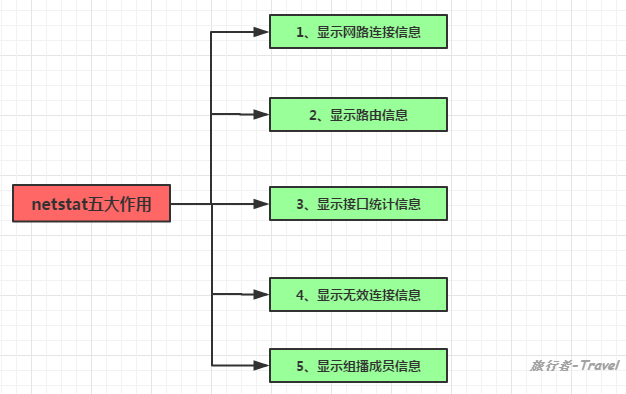 netstat五大作用
1、显示网路连接信息
2、显示路由信息
3、显示接口统计信息
4、显示无效连接信息
5、显示组播成员信息
旅行者-Travel